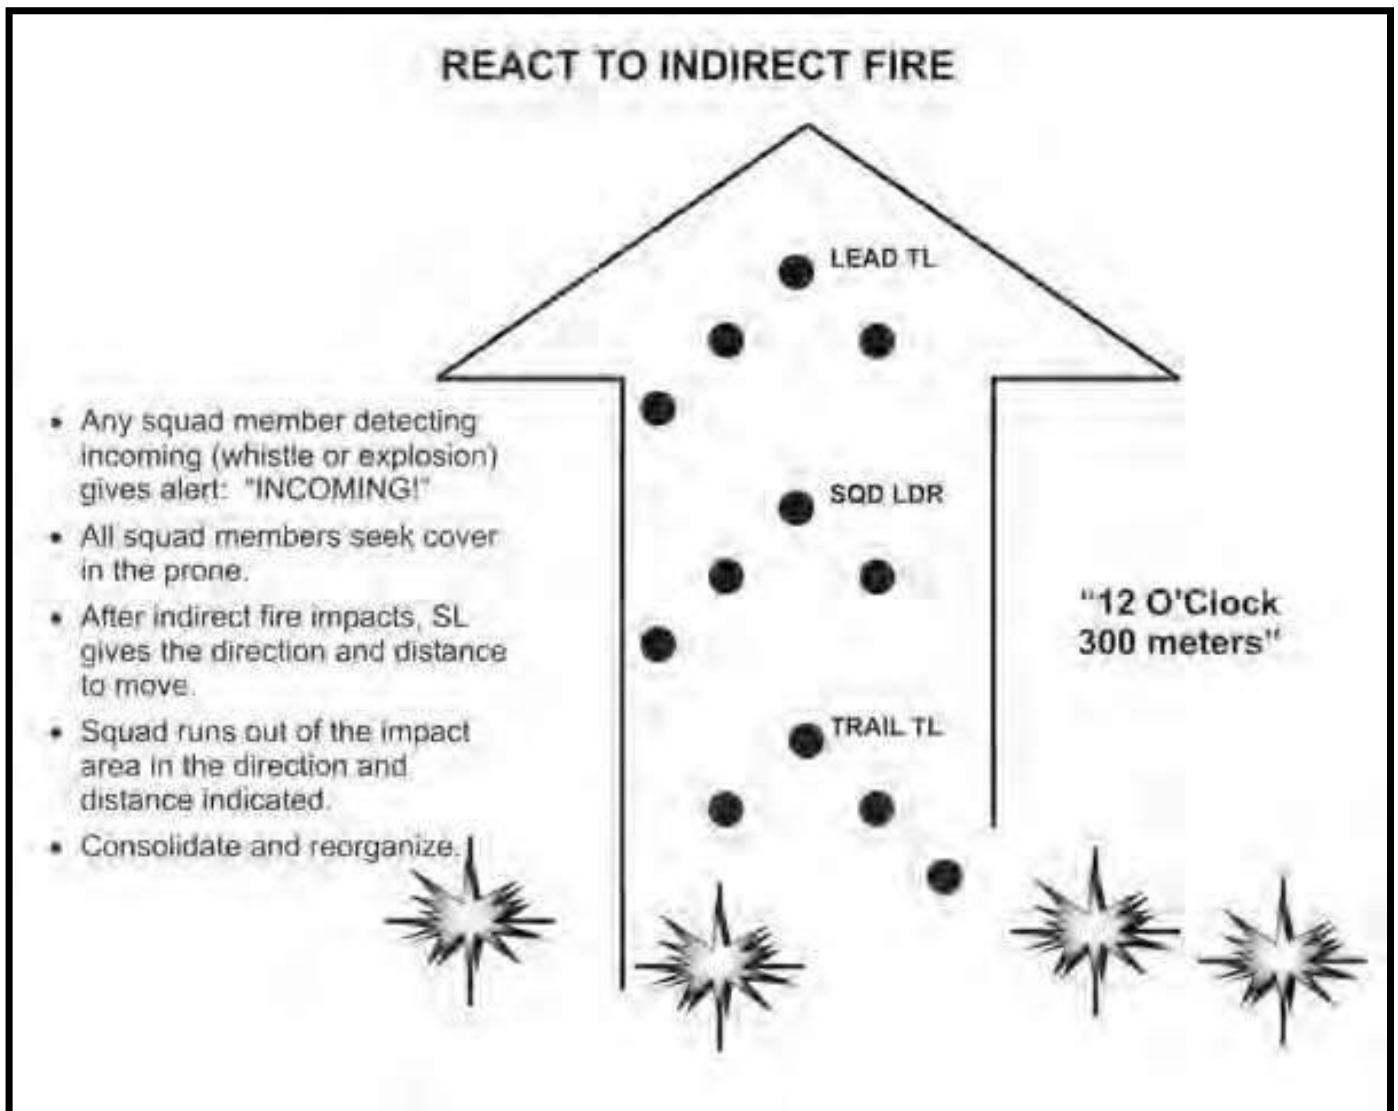 REACT TO INDIRECT FIRE
LEAD TL
• Any squad member detecting
incoming (whistle or explosion)
gives alert: "INCOMING!"
• All squad members seek cover
in the prone.
• After indirect fire impacts, SL
gives the direction and distance
to move.
• Squad runs out of the impact
area in the direction and
distance indicated.
• Consolidate and reorganize.
SQD LDR
TRAIL TL
"12 O'Clock
300 meters"